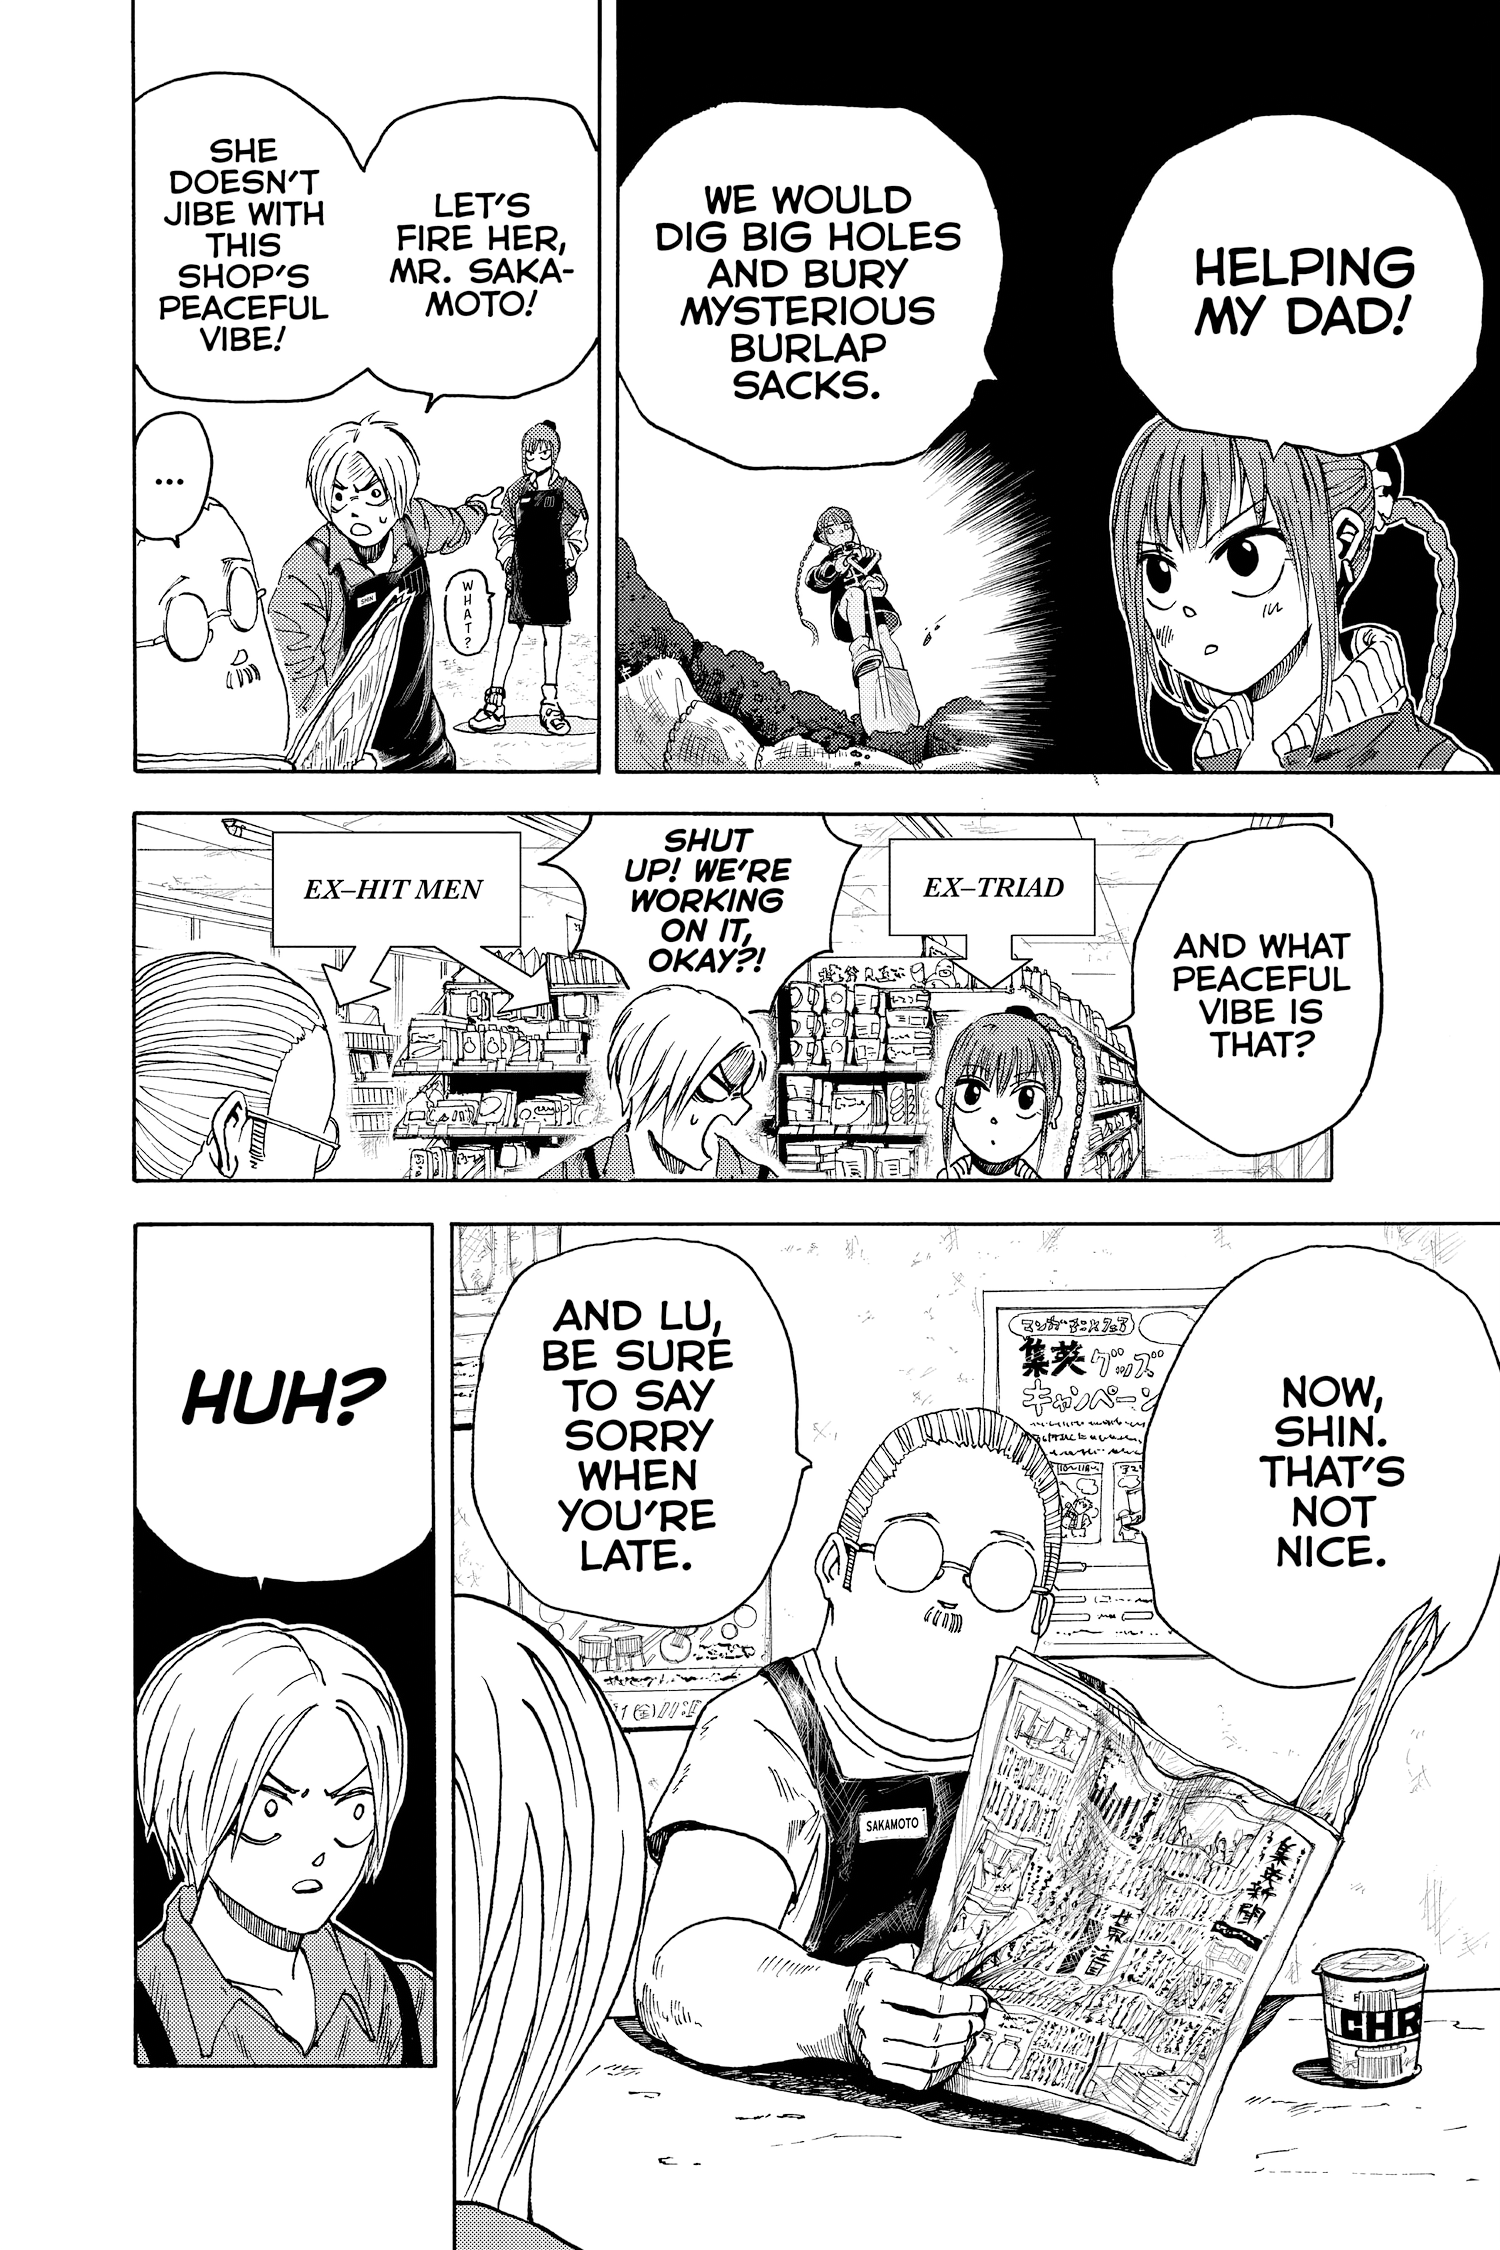 HELPING
MY DAD!
WE WOULD
DIG BIG HOLES
AND BURY
MYSTERIOUS
BURLAP
SACKS.
LET'S
FIRE HER,
MR. SAKA-
MOTO!
SHE
DOESN'T
JIBE WITH
THIS
SHOP'S
PEACEFUL
VIBE!
WHAT?
SHIN
...
AND WHAT
PEACEFUL
VIBE IS
THAT?
EX-TRIAD
SHUT
UP! WE'RE
WORKING
ON IT,
OKAY?!
EX-HIT MEN
NOW,
SHIN.
THAT'S
NOT
NICE.
AND LU,
BE SURE
TO SAY
SORRY
WHEN
YOU'RE
LATE.
集英グッズ
キャンペーン
SAKAMOTO
集英新聞
CHR
HUH?